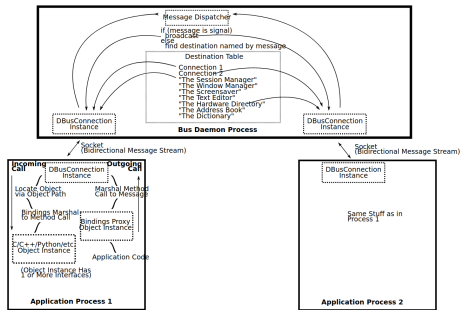 Message Dispatcher
if (message is signal)
broadcast
else
find destination named by message
Destination Table
Connection 1
Connection 2
"The Session Manager"
"The Window Manager"
"The Screensaver"
"The Text Editor"
"The Hardware Directory"
"The Address Book"
"The Dictionary"
DBusConnection
Instance
DBusConnection
Instance
Bus Daemon Process
Socket
(Bidirectional Message Stream)
Socket
(Bidirectional Message Stream)
Incoming
Call
DBusConnection
Instance
Outgoing
Call
Locate Object
via Object Path
Marshal Method
Call to Message
Bindings Marshal
to Method Call
Bindings Proxy
Object Instance
C/C++/Python/etc.
Object Instance
Application Code
(Object Instance Has
1 or More Interfaces)
Application Process 1
DBusConnection
Instance
Same Stuff as in
Process 1
Application Process 2